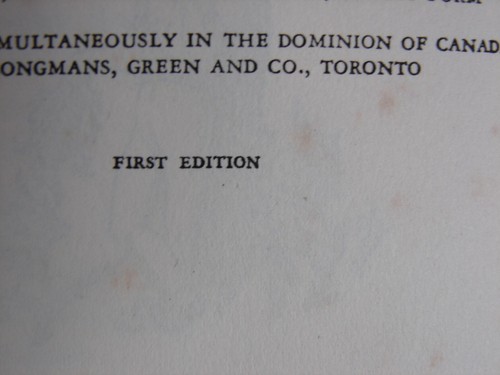 MULTANEOUSLY IN THE DOMINION OF CANAD
ONGMANS, GREEN AND CO., TORONTO
FIRST EDITION